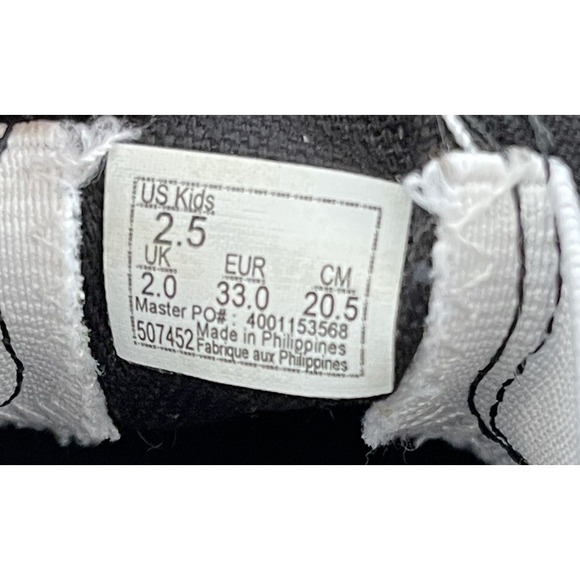 US Kids
2.5
UK EUR CM
2.0 33.0 20.5
Master PO# : 4001153568
507452 Made in Philippines
Fabrique aux Philippines